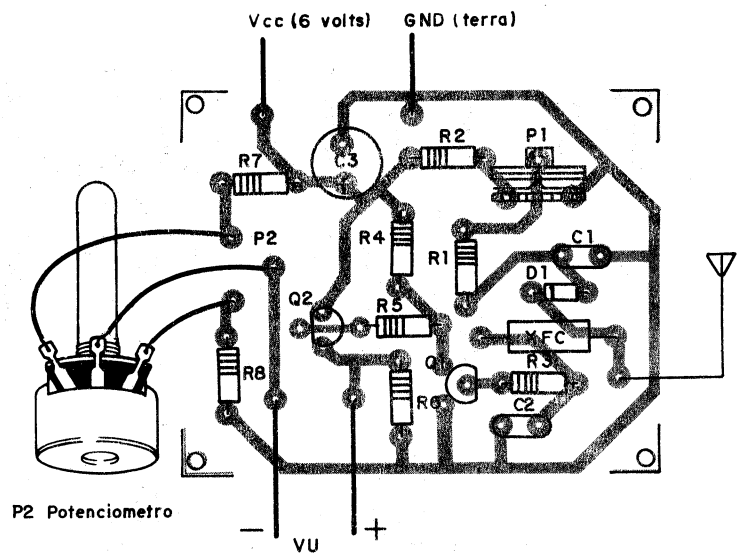 Vcc (6 volts) GND (terra)
R2 P1
R7 C3
P2 R4 R1 C1
D1
Q2 R5
XFC
R8 Q R3
R6 C2
P2 Potenciometro
— VU +